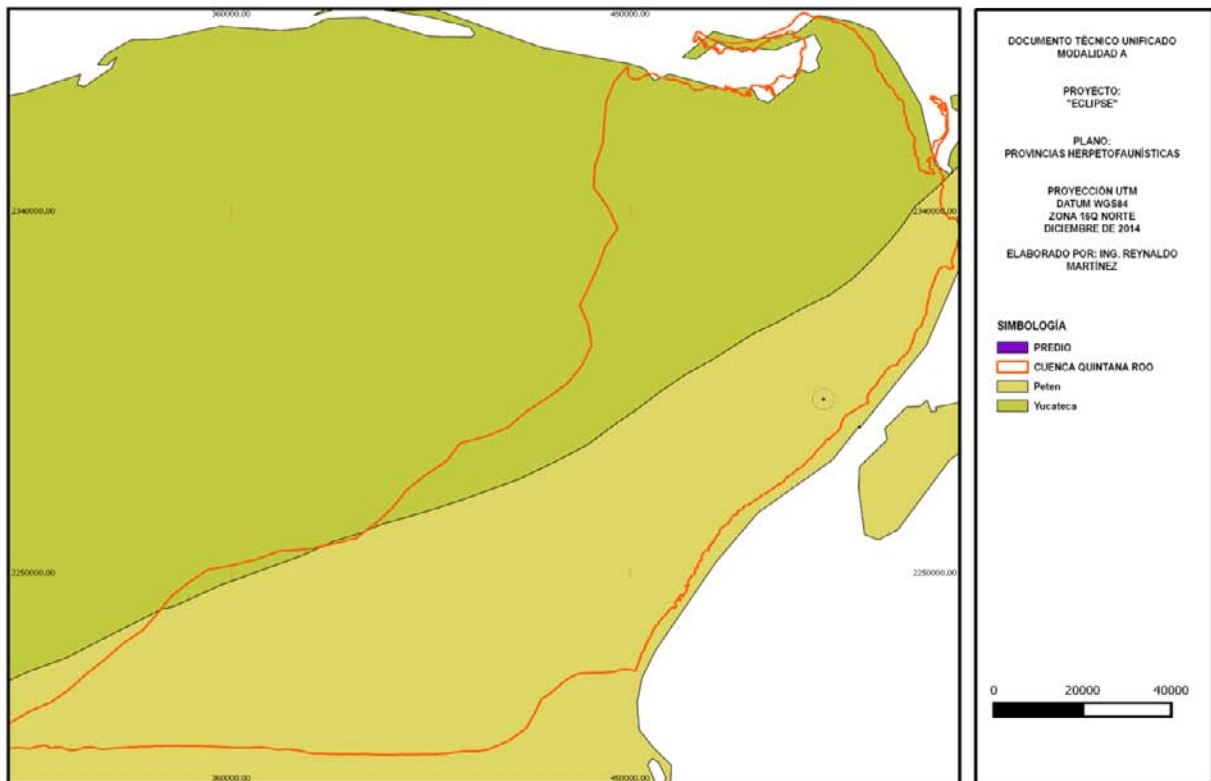 360000.00
450000.00
2340000.00
2340000.00
2250000.00
2250000.00
360000.00
450000.00
DOCUMENTO TÉCNICO UNIFICADO
MODALIDAD A
PROYECTO:
"ECLIPSE"
PLANO:
PROVINCIAS HERPETOFAUNÍSTICAS
PROYECCIÓN UTM
DATUM WGS84
ZONA 16Q NORTE
DICIEMBRE DE 2014
ELABORADO POR: ING. REYNALDO
MARTÍNEZ
SIMBOLOGÍA
PREDIO
CUENCA QUINTANA ROO
Peten
Yucateca
0 20000 40000